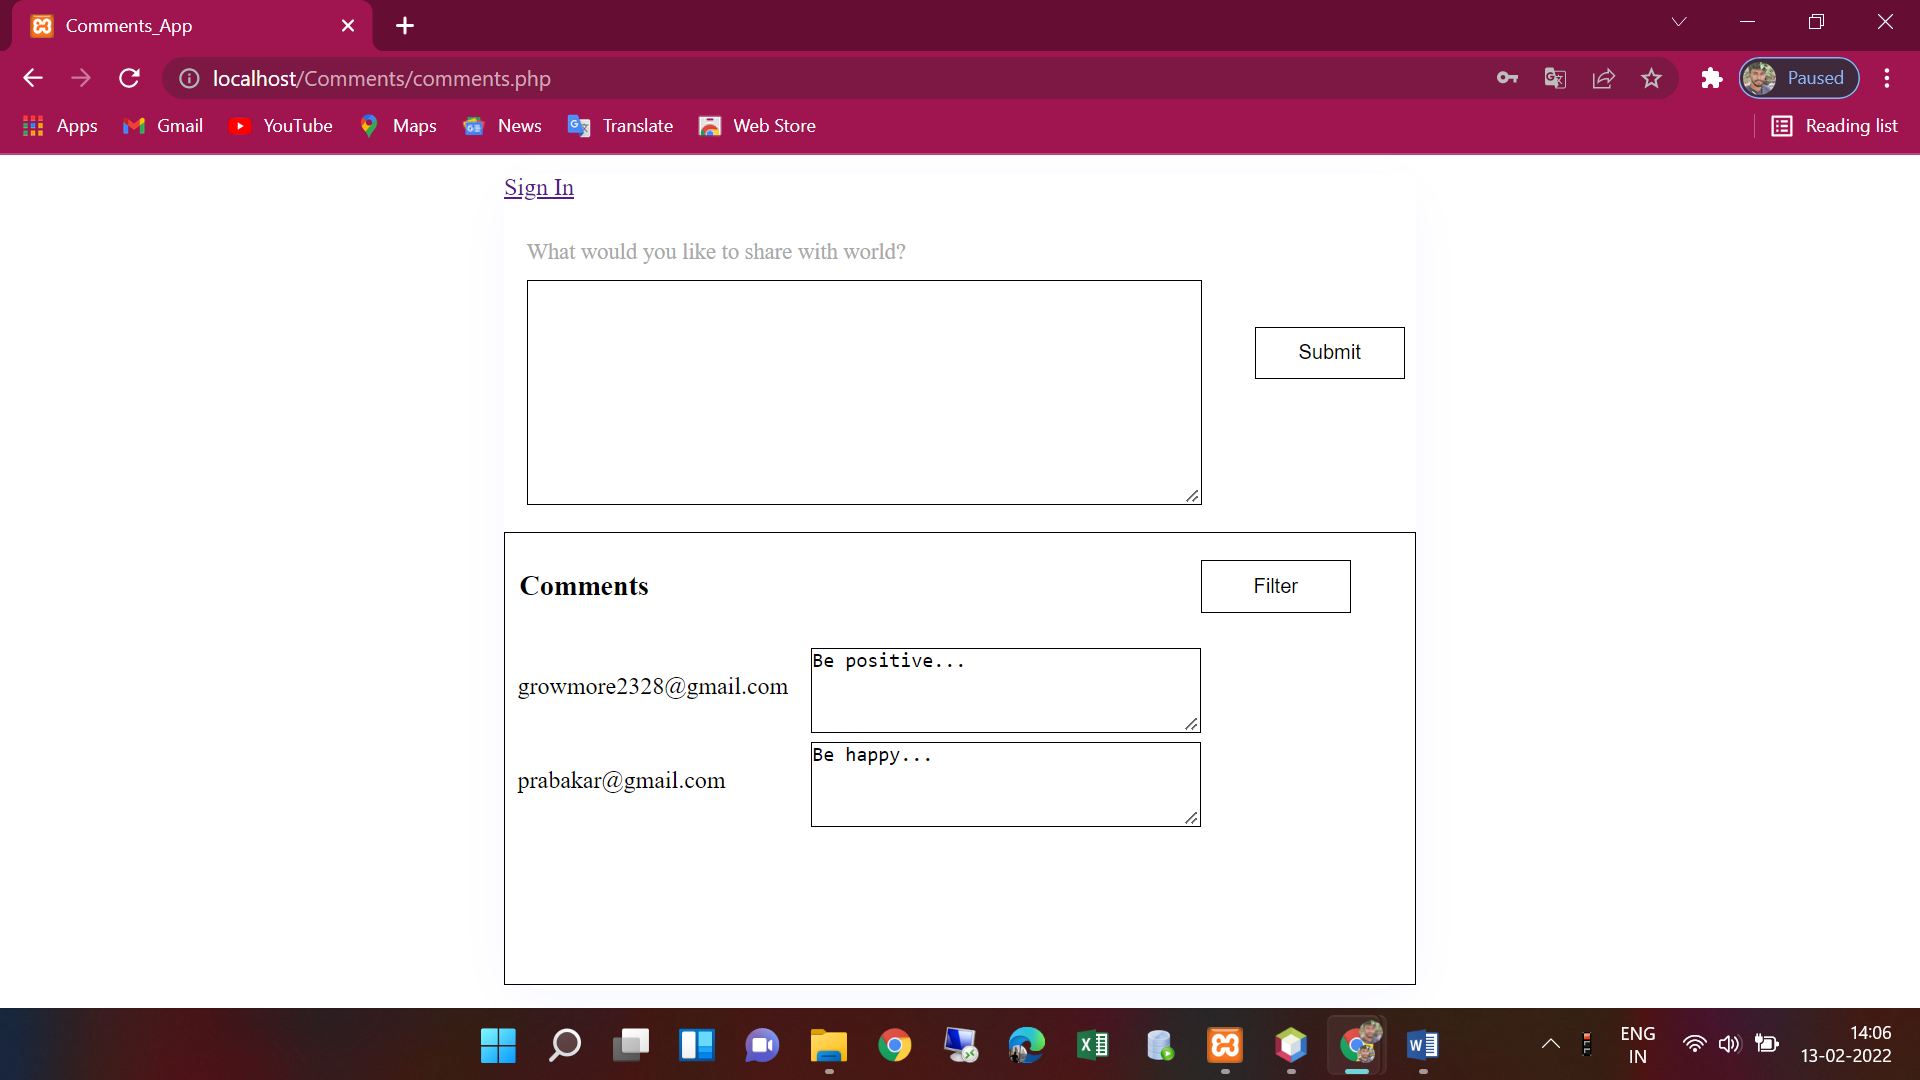 Comments_App
localhost/Comments/comments.php
Paused
Apps
Gmail
YouTube
Maps
News
Translate
Web Store
Reading list
Sign In
What would you like to share with world?
Submit
Comments
Filter
growmore2328@gmail.com
Be positive...
prabakar@gmail.com
Be happy...
ENG
IN
14:06
13-02-2022